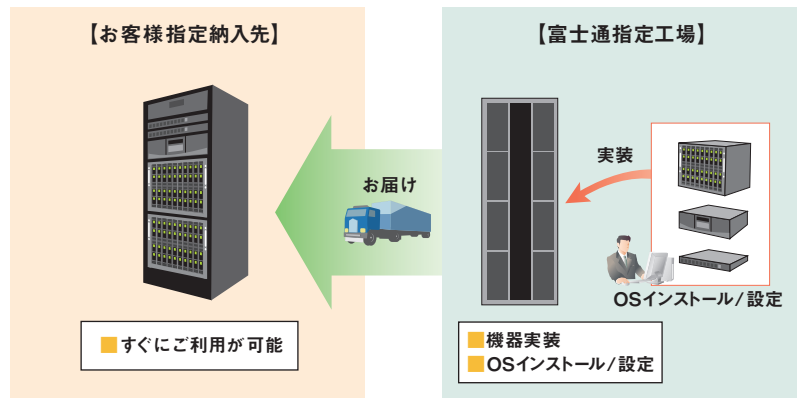 【お客様指定納入先】
【富士通指定工場】
実装
お届け
OSインストール/設定
■すぐにご利用が可能
■機器実装
■OSインストール/設定